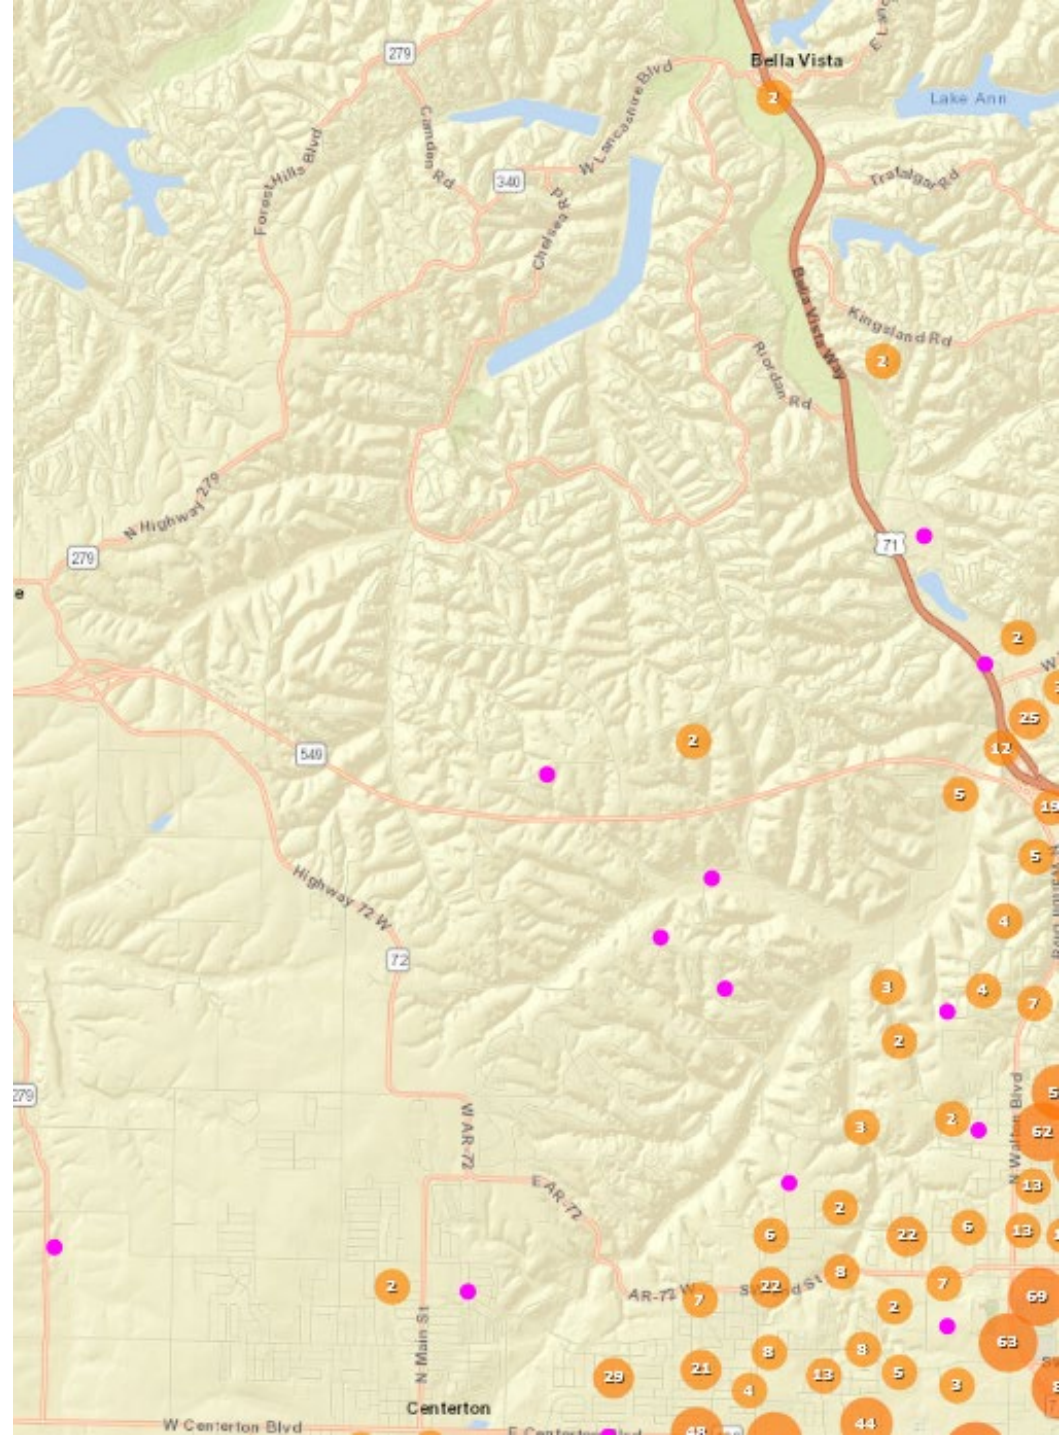 279
Bella Vista
2
Lake Ann
W Lancashire Blvd
Camden Rd
Forest Hills Blvd
340
Trafalgar Rd
Chelsea Rd
Bella Vista Way
Kingsland Rd
2
Riordan Rd
N Highway 279
71
279
e
2
25
2
12
549
5
19
5
Highway 72 W
4
72
3
4
7
2
279
5
W AR-72
N Walton Blvd
2
3
62
E AR-72
13
2
6
22
6
13
8
2
22
7
AR-72 W
7
2
69
N Main St
63
8
8
29
21
13
5
4
3
Centerton
W Centerton Blvd
44
48